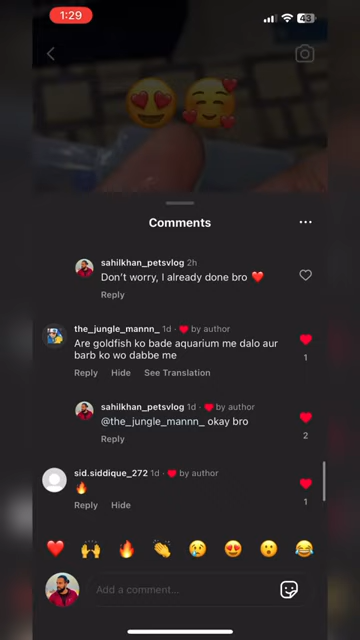 1:29
43
Comments
sahilkhan_petsvlog 2h
Don't worry, I already done bro ❤️
Reply
the_jungle_mannn_ 1d · ❤️ by author
Are goldfish ko bade aquarium me dalo aur
barb ko wo dabbe me
1
Reply Hide See Translation
sahilkhan_petsvlog 1d · ❤️ by author
@the_jungle_mannn_ okay bro
2
Reply
sid.siddique_272 1d · ❤️ by author
🔥
1
Reply Hide
Add a comment...